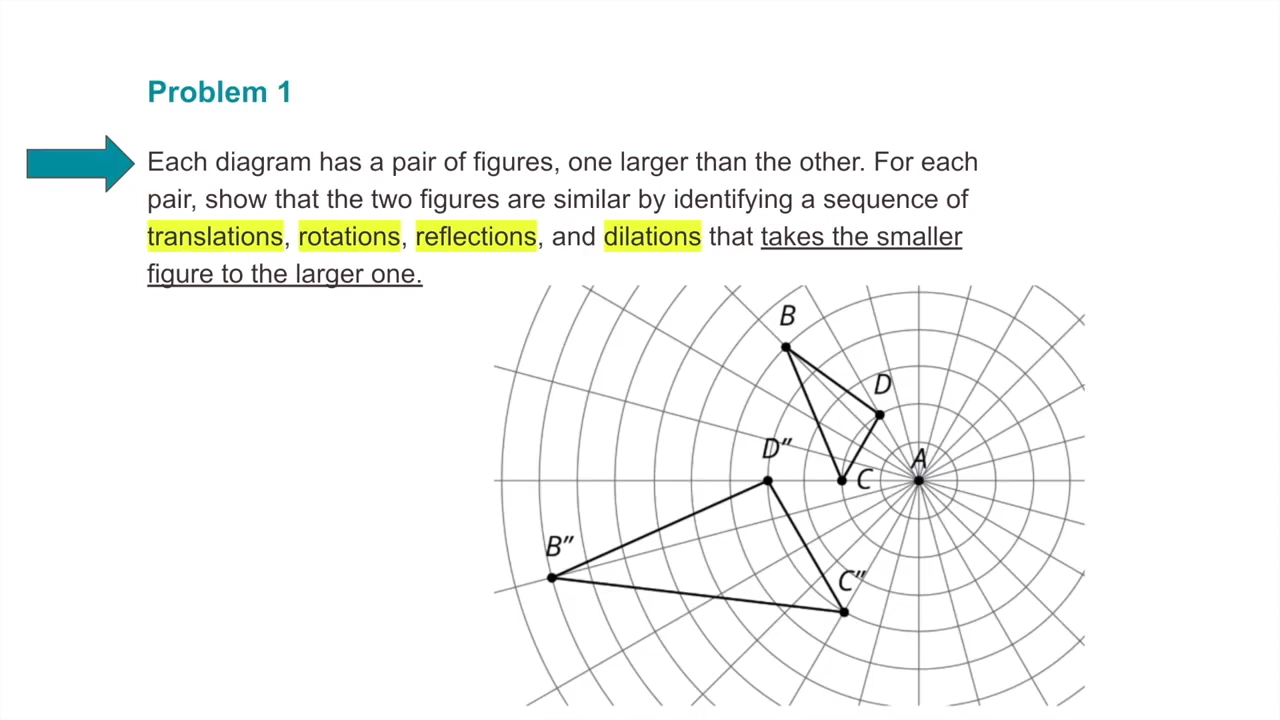 Problem 1
Each diagram has a pair of figures, one larger than the other. For each
pair, show that the two figures are similar by identifying a sequence of
translations, rotations, reflections, and dilations that takes the smaller
figure to the larger one.
B
D
A
D″
C
B″
C″